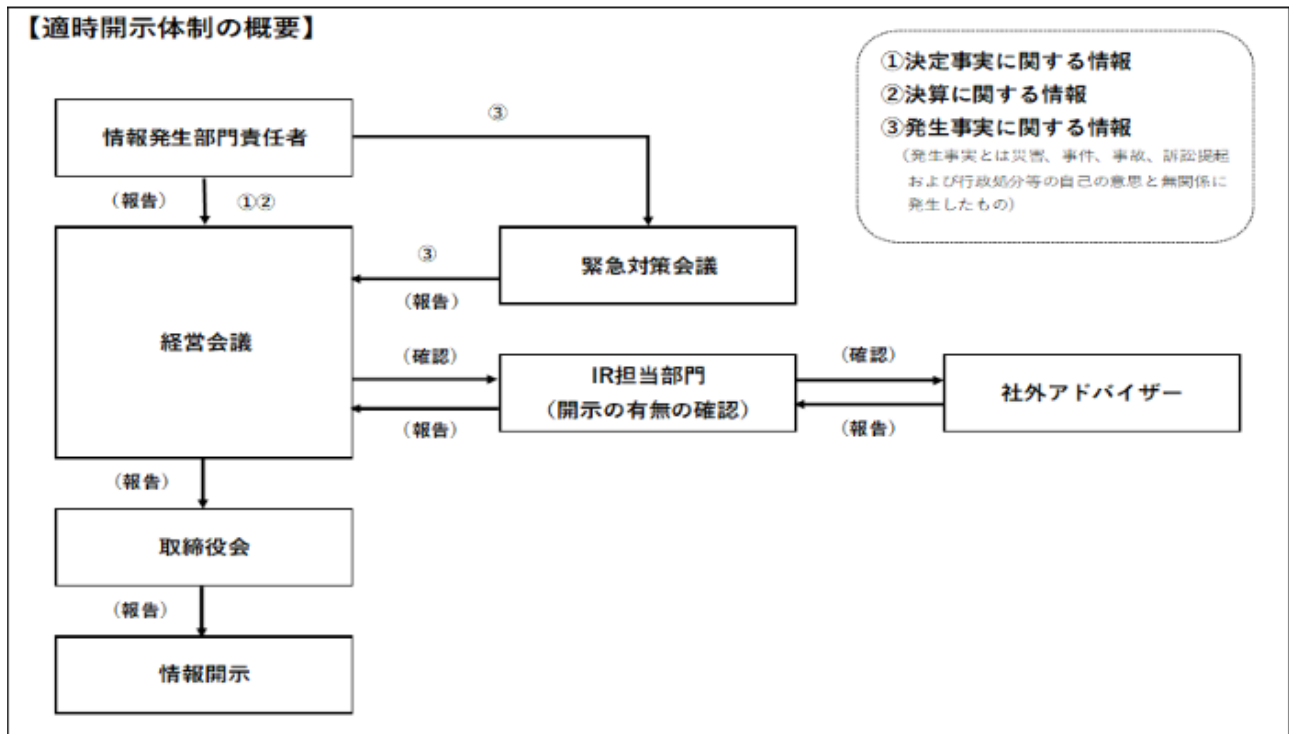 【適時開示体制の概要】
①決定事実に関する情報
②決算に関する情報
③発生事実に関する情報
（発生事実とは災害、事件、事故、訴訟提起
および行政処分等の自己の意思と無関係に
発生したもの）
情報発生部門責任者
③
（報告）
①②
緊急対策会議
③
（報告）
経営会議
（確認）
（報告）
IR担当部門
（開示の有無の確認）
（確認）
（報告）
社外アドバイザー
（報告）
取締役会
（報告）
情報開示